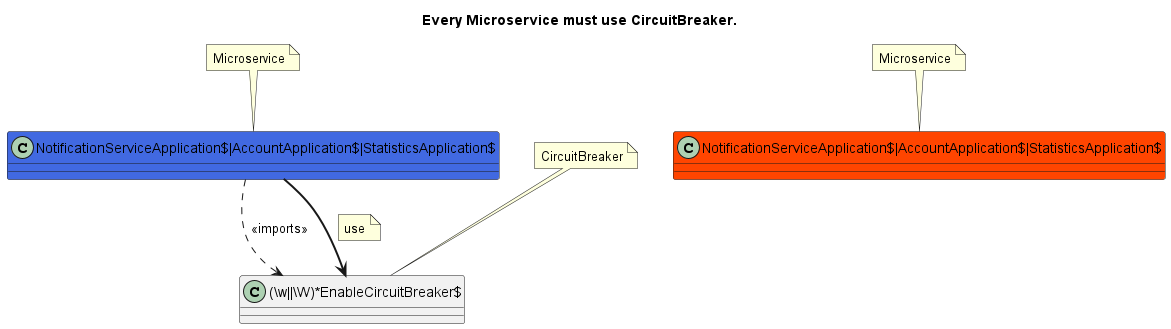 Every Microservice must use CircuitBreaker.
Microservice
Microservice
C NotificationServiceApplication$|AccountApplication$|StatisticsApplication$
C NotificationServiceApplication$|AccountApplication$|StatisticsApplication$
CircuitBreaker
«imports»
use
C (\w||\W)*EnableCircuitBreaker$